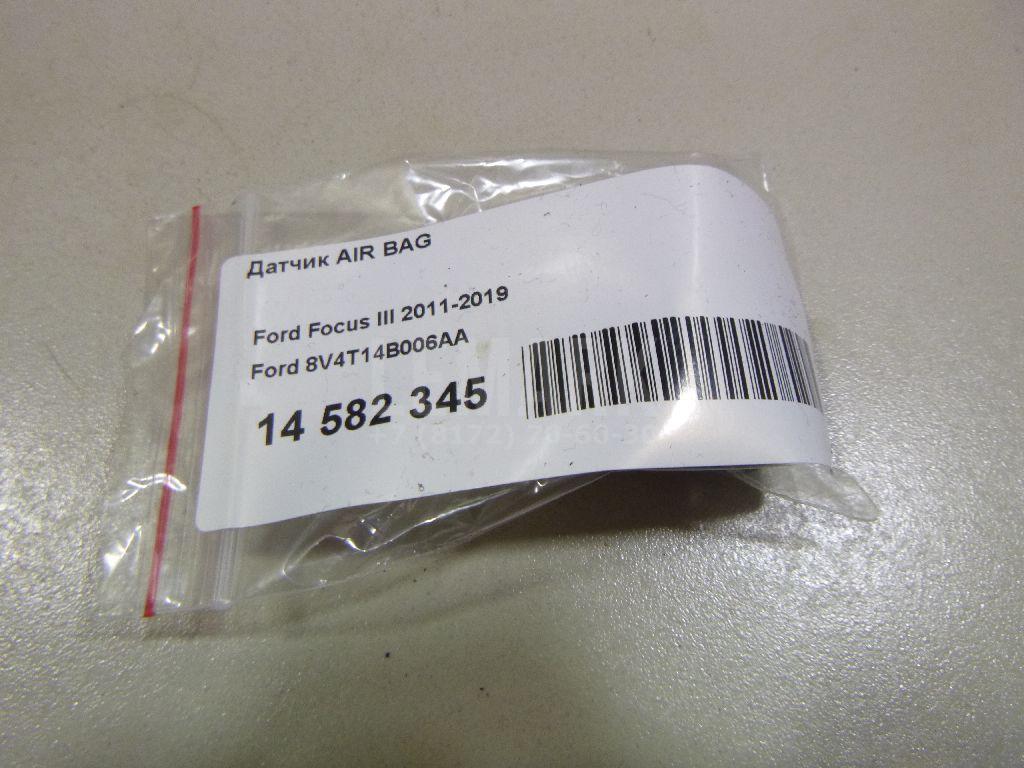 Датчик AIR BAG
Ford Focus III 2011-2019
Ford 8V4T14B006AA
14 582 345